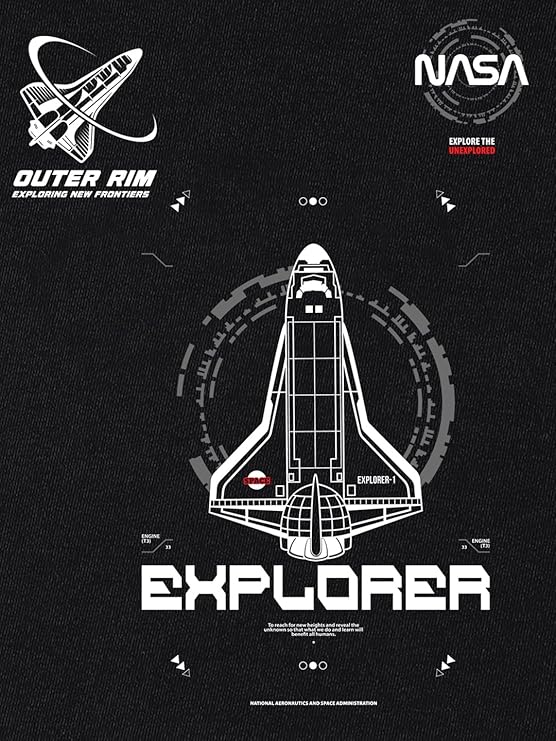 NASA
EXPLORE THE
UNEXPLORED
OUTER RIM
EXPLORING NEW FRONTIERS
SPACE
EXPLORER-1
ENGINE
(T3)
33
33
ENGINE
(T3)
EXPLORER
To reach for new heights and reveal the
unknown so that what we do and learn will
benefit all humans.
NATIONAL AERONAUTICS AND SPACE ADMINISTRATION